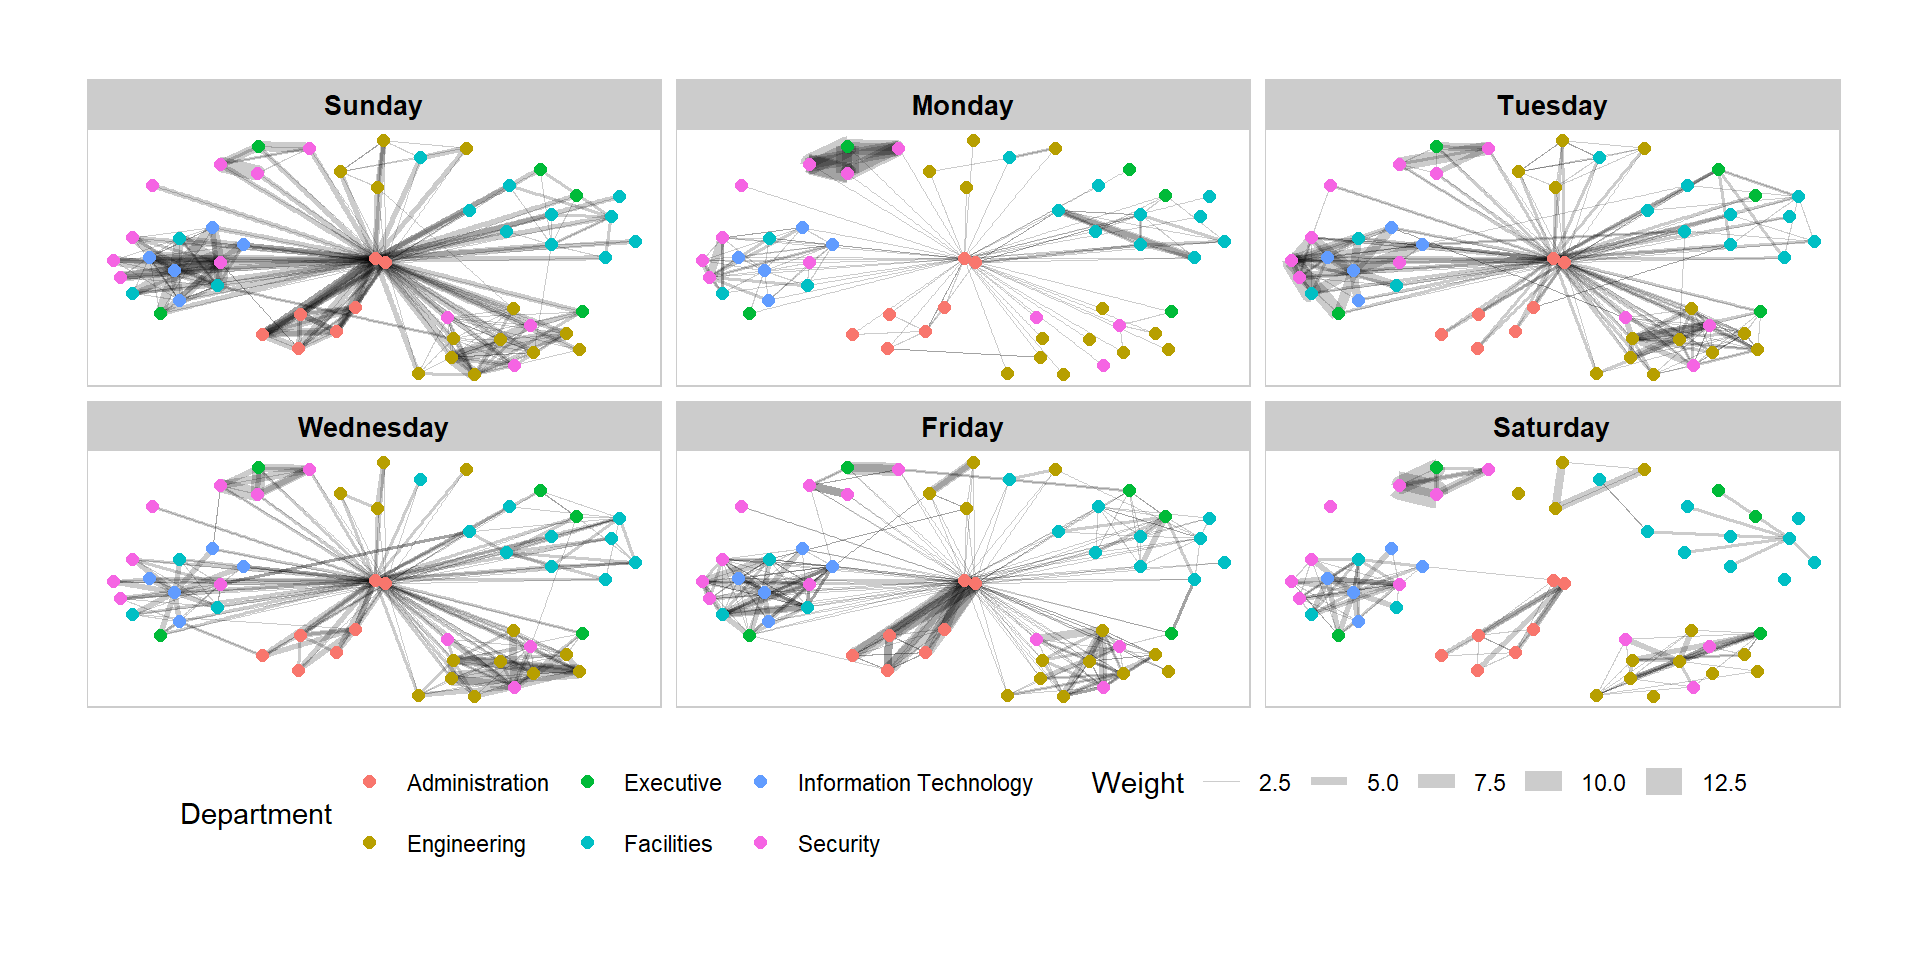 Sunday
Monday
Tuesday
Wednesday
Friday
Saturday
Department
Administration
Executive
Information Technology
Engineering
Facilities
Security
Weight
2.5
5.0
7.5
10.0
12.5